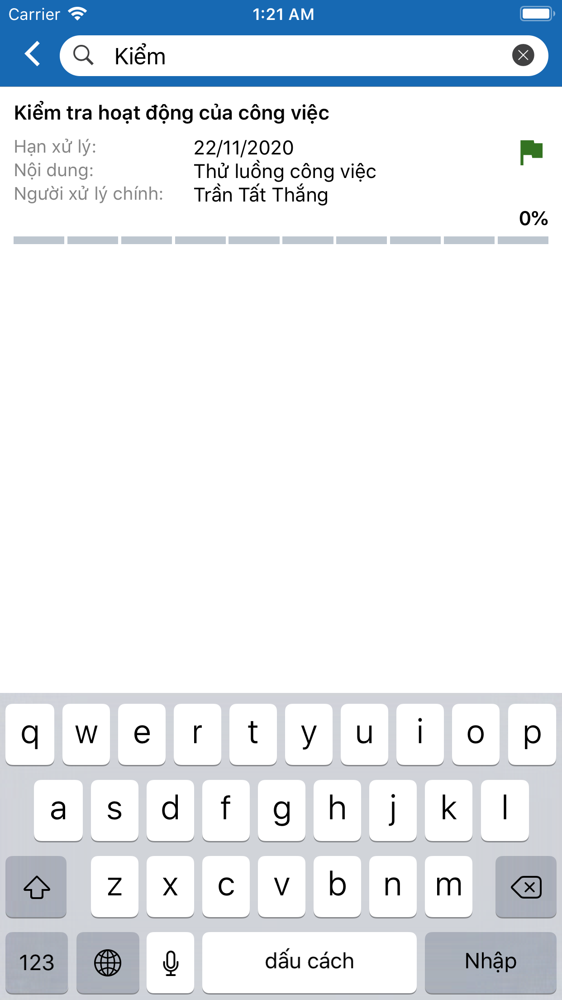 Carrier 1:21 AM
Kiểm
Kiểm tra hoạt động của công việc
Hạn xử lý: 22/11/2020
Nội dung: Thử luồng công việc
Người xử lý chính: Trần Tất Thắng
0%
q w e r t y u i o p
a s d f g h j k l
z x c v b n m
123 dấu cách Nhập